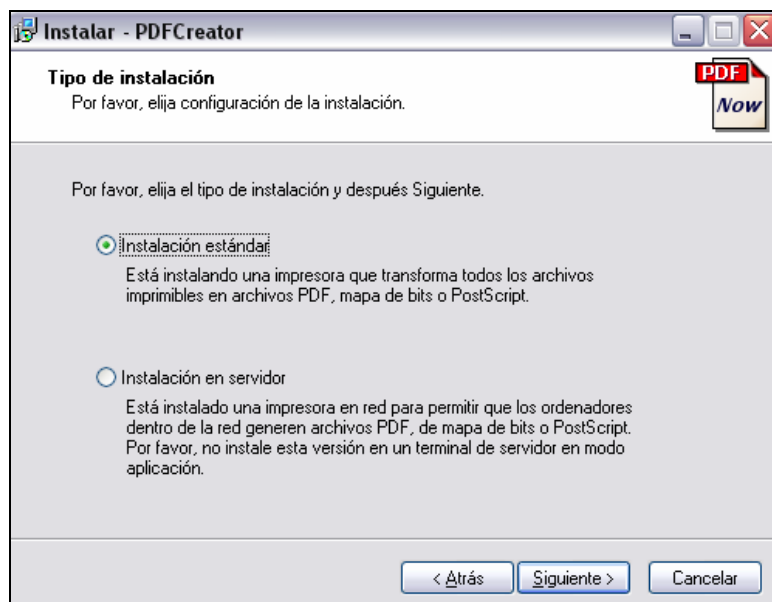 Instalar - PDFCreator
Tipo de instalación
Por favor, elija configuración de la instalación.
PDF
Now
Por favor, elija el tipo de instalación y después Siguiente.
Instalación estándar
Está instalando una impresora que transforma todos los archivos
imprimibles en archivos PDF, mapa de bits o PostScript.
Instalación en servidor
Está instalado una impresora en red para permitir que los ordenadores
dentro de la red generen archivos PDF, de mapa de bits o PostScript.
Por favor, no instale esta versión en un terminal de servidor en modo
aplicación.
< Atrás
Siguiente >
Cancelar